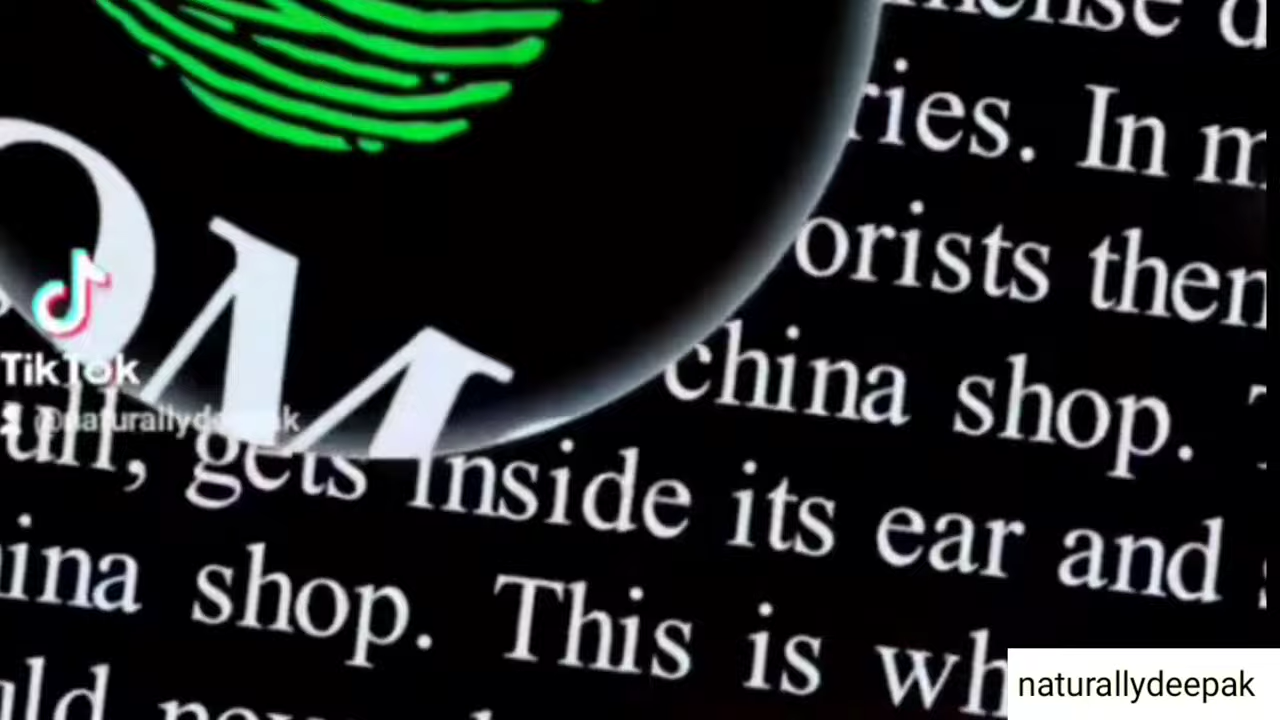 ries. In m
orists then
china shop.
ull, gets inside its ear and
ina shop. This is wh
TikTok
@naturallydeepak
naturallydeepak